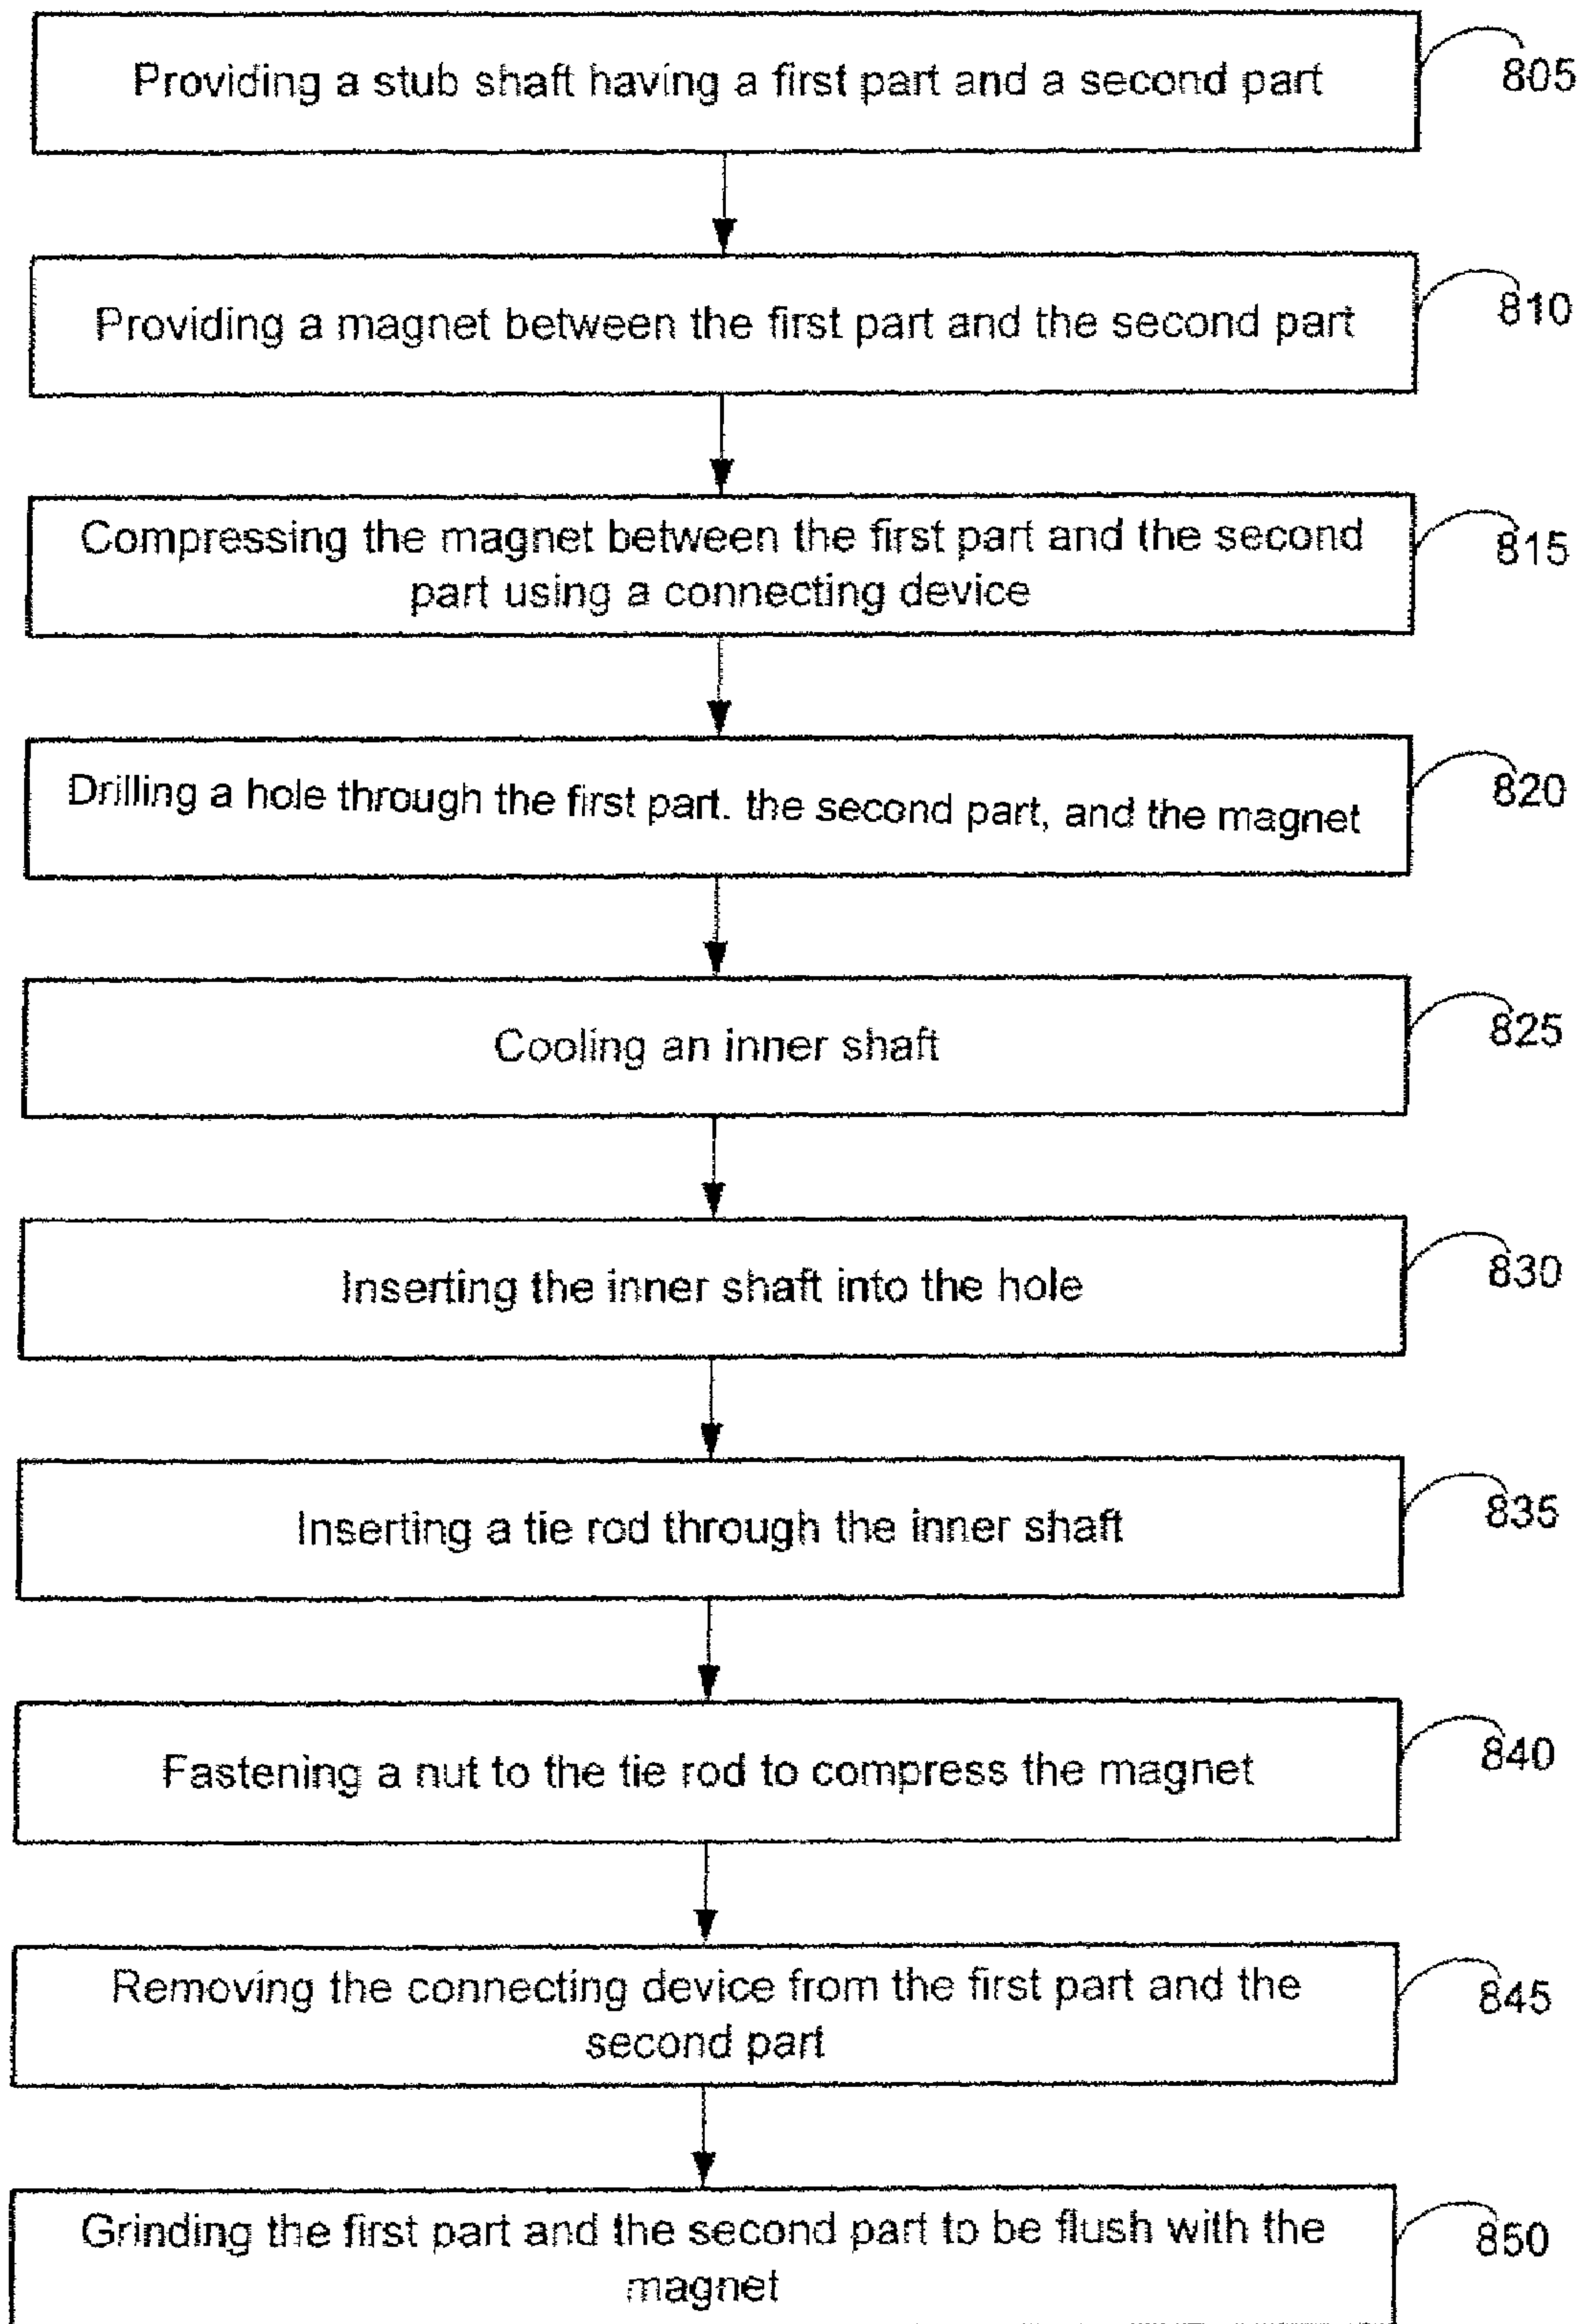 Providing a stub shaft having a first part and a second part
805
Providing a magnet between the first part and the second part
810
Compressing the magnet between the first part and the second
part using a connecting device
815
Drilling a hole through the first part. the second part, and the magnet
820
Cooling an inner shaft
825
Inserting the inner shaft into the hole
830
Inserting a tie rod through the inner shaft
835
Fastening a nut to the tie rod to compress the magnet
840
Removing the connecting device from the first part and the
second part
845
Grinding the first part and the second part to be flush with the
magnet
850